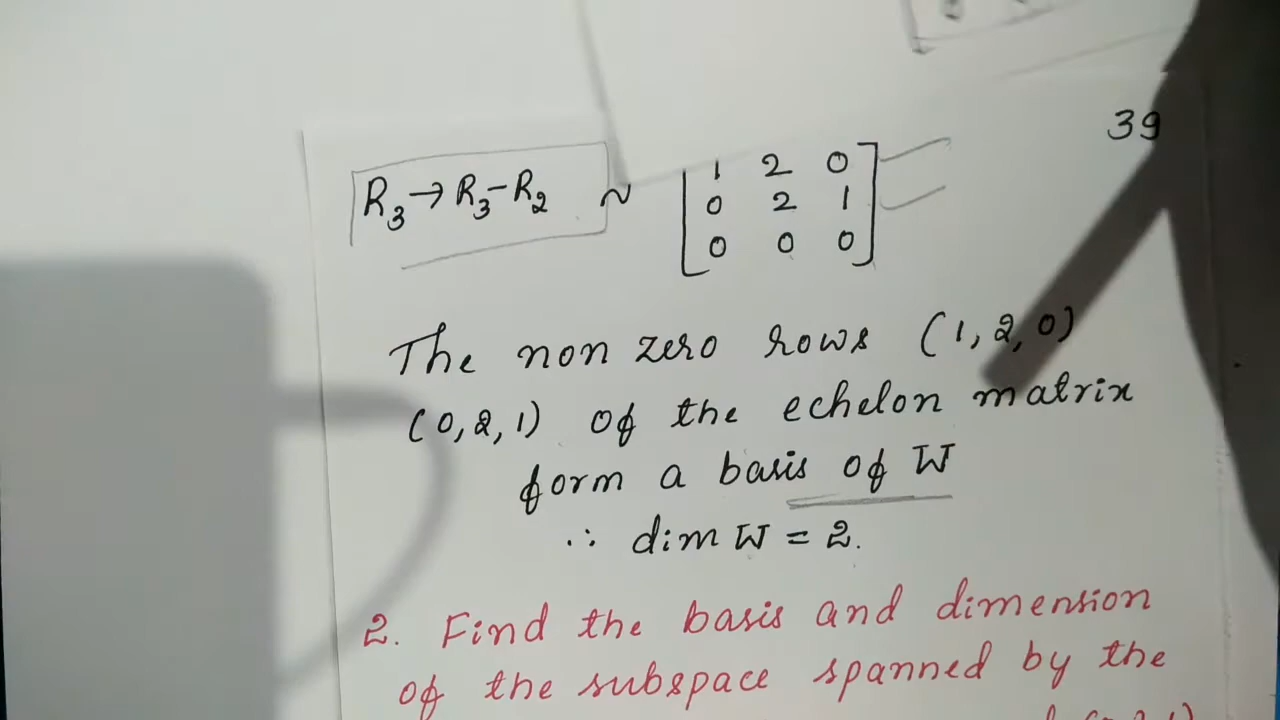 39
R3 → R3 - R2 ~ [1 2 0
0 2 1
0 0 0]
The non zero rows (1, 2, 0)
(0, 2, 1) of the echelon matrix
form a basis of W
∴ dim W = 2.
2. Find the basis and dimension
of the subspace spanned by the